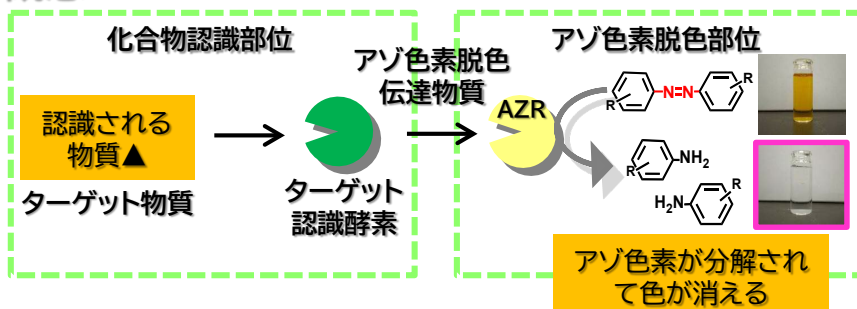 化合物認識部位
認識される
物質▲
ターゲット物質
ターゲット
認識酵素
アゾ色素脱色
伝達物質
アゾ色素脱色部位
AZR
R
N=N
R
R
NH2
H2N
R
アゾ色素が分解され
て色が消える